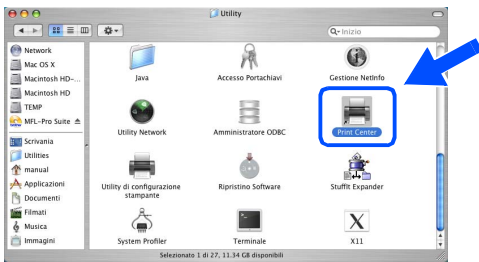 Utility
Q- Inizio
Network
Mac OS X
Macintosh HD-...
Macintosh HD
TEMP
MFL-Pro Suite
Scrivania
Utilities
manual
Applicazioni
Documenti
Filmati
Musica
Immagini
Java
Accesso Portachiavi
Gestione NetInfo
Utility Network
Amministratore ODBC
Print Center
Utility di configurazione
stampante
Ripristino Software
StuffIt Expander
System Profiler
Terminale
X11
Selezionato 1 di 27, 11.34 GB disponibili